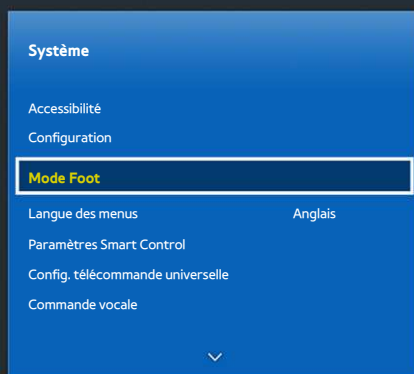 Système
Accessibilité
Configuration
Mode Foot
Langue des menus Anglais
Paramètres Smart Control
Config. télécommande universelle
Commande vocale